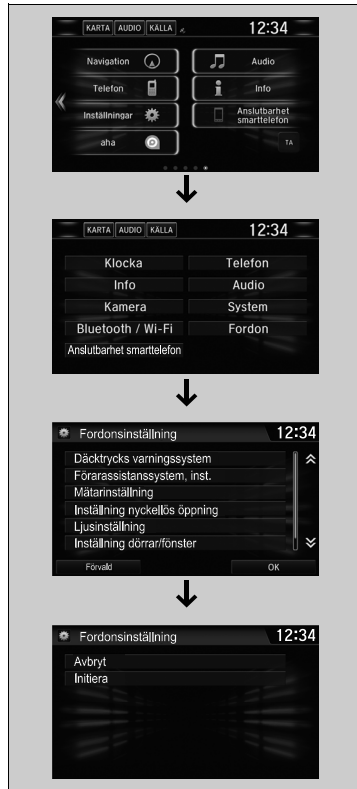 KARTA AUDIO KÄLLA 12:34
Navigation Audio
Telefon Info
Inställningar Anslutbarhet smarttelefon
aha TA
KARTA AUDIO KÄLLA 12:34
Klocka Telefon
Info Audio
Kamera System
Bluetooth / Wi-Fi Fordon
Anslutbarhet smarttelefon
Fordonsinställning 12:34
Däcktrycks varningssystem
Förarassistanssystem, inst.
Mätarinställning
Inställning nyckellös öppning
Ljusinställning
Inställning dörrar/fönster
Förvald OK
Fordonsinställning 12:34
Avbryt
Initiera